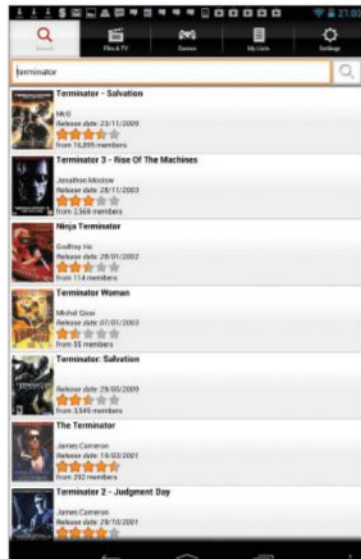 21:02
Search
Film & TV
Games
My Lists
Settings
terminator
Terminator - Salvation
McG
Release date: 23/11/2009
from 16,895 members
Terminator 3 - Rise Of The Machines
Jonathan Mostow
Release date: 28/11/2003
from 2,569 members
Ninja Terminator
Godfrey Ho
Release date: 28/01/2002
from 114 members
Terminator Woman
Michel Qissi
Release date: 07/01/2003
from 55 members
Terminator: Salvation
Release date: 29/05/2009
from 3,549 members
The Terminator
James Cameron
Release date: 19/03/2001
from 292 members
Terminator 2 - Judgment Day
James Cameron
Release date: 29/10/2001